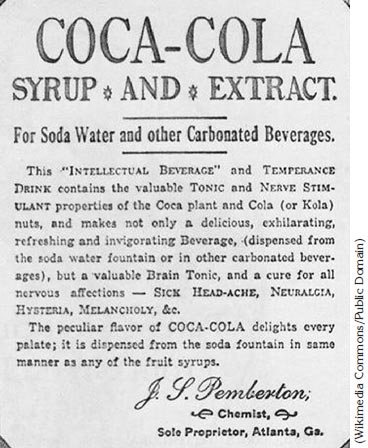 COCA-COLA
SYRUP * AND * EXTRACT.
For Soda Water and other Carbonated Beverages.
This "INTELLECTUAL BEVERAGE" and TEMPERANCE
DRINK contains the valuable TONIC and NERVE STIM-
ULANT properties of the Coca plant and Cola (or Kola)
nuts, and makes not only a delicious, exhilarating,
refreshing and invigorating Beverage, (dispensed from
the soda water fountain or in other carbonated bever-
ages), but a valuable Brain Tonic, and a cure for all
nervous affections — SICK HEAD-ACHE, NEURALGIA,
HYSTERIA, MELANCHOLY, &c.
The peculiar flavor of COCA-COLA delights every
palate; it is dispensed from the soda fountain in same
manner as any of the fruit syrups.
J. S. Pemberton;
Chemist,
Sole Proprietor, Atlanta, Ga.
(Wikimedia Commons/Public Domain)